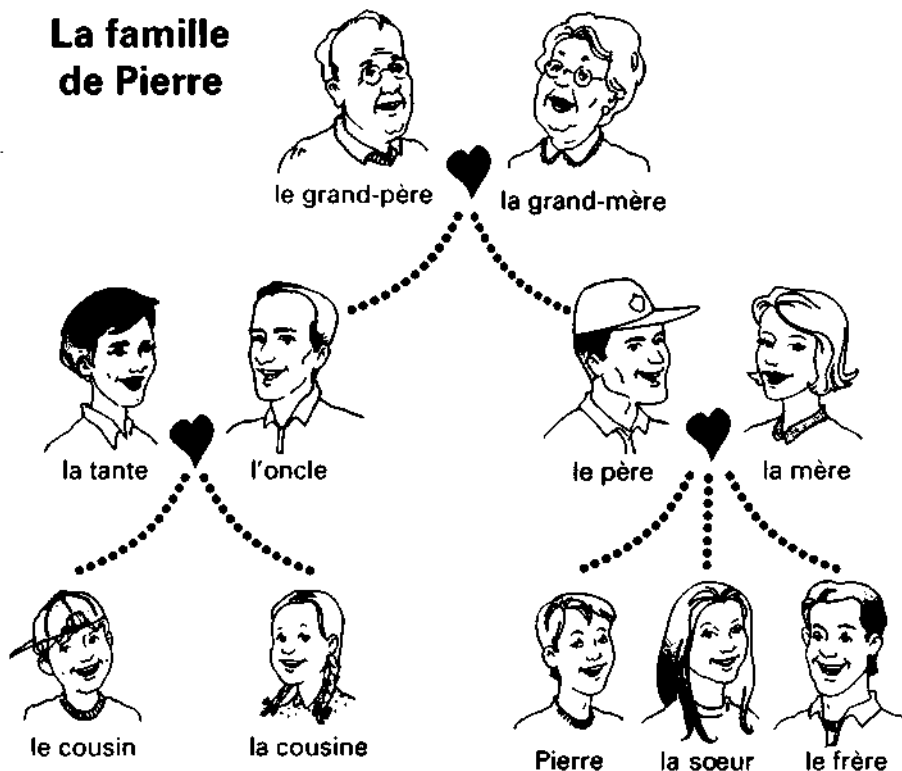 La famille
de Pierre
le grand-père
la grand-mère
la tante
l'oncle
le père
la mère
le cousin
la cousine
Pierre
la sœur
le frère